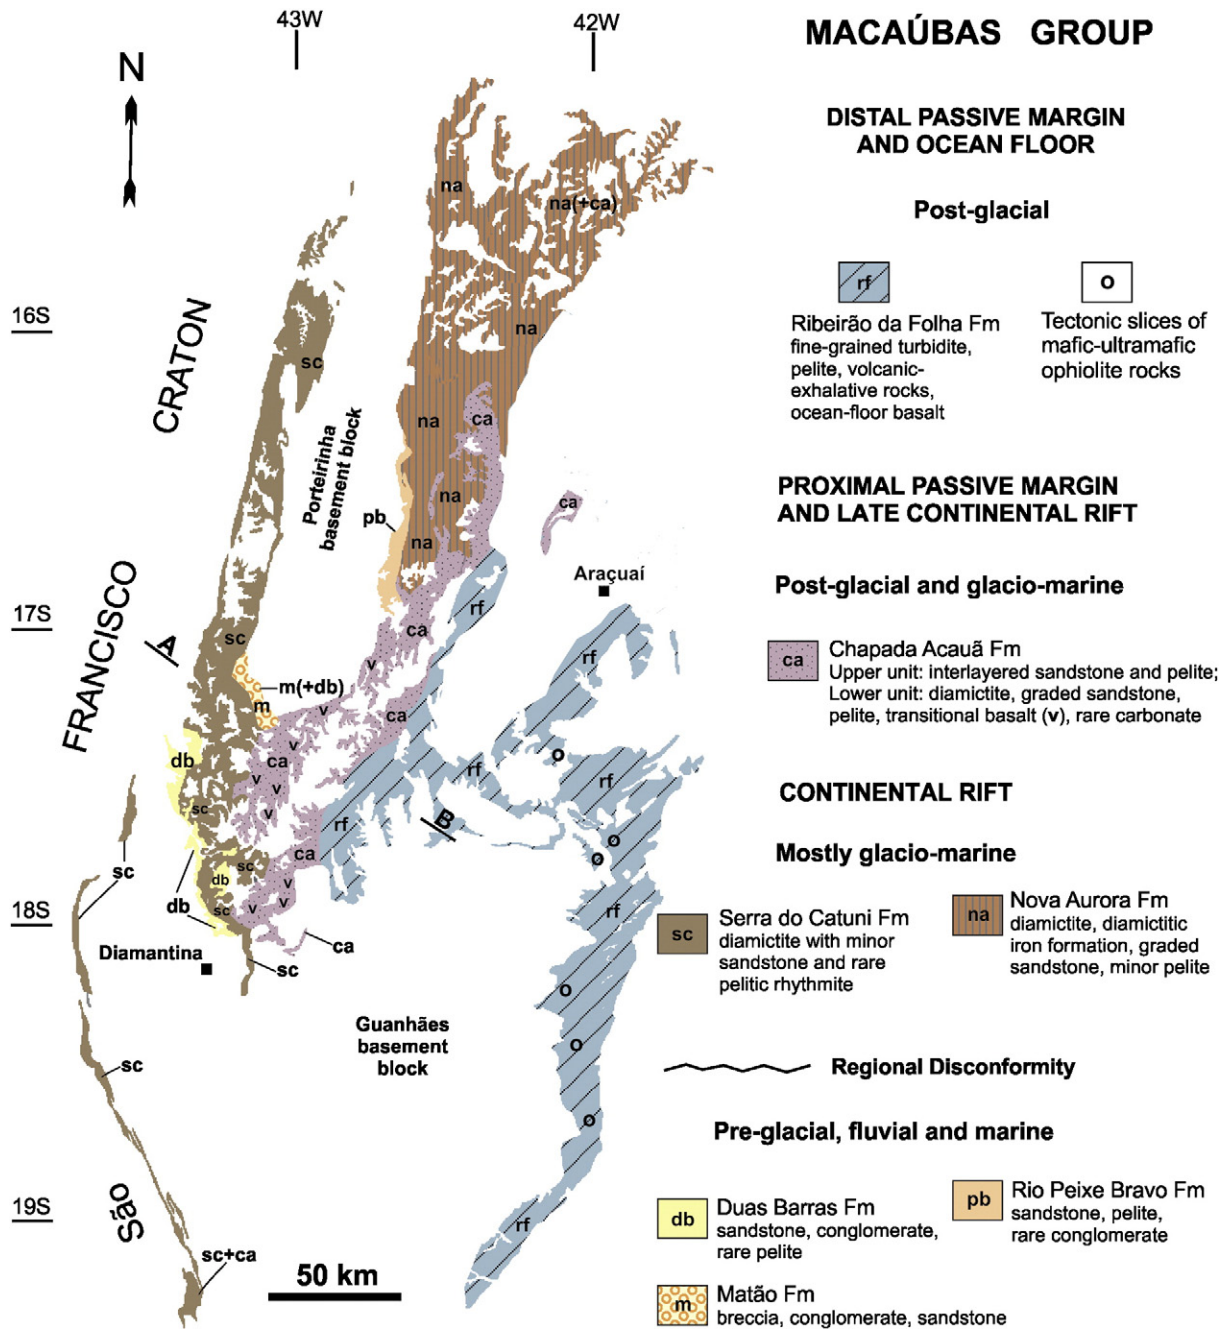 43W
42W
N
16S
17S
18S
19S
CRATON
FRANCISCO
São
A
B
na
na(+ca)
na
sc
na
ca
Porteirinha
basement block
na
ca
pb
na
Araçuaí
rf
sc
ca
rf
v
m(+db)
m
v
ca
v
db
ca
o
v
rf
rf
v
sc
v
v
rf
o
ca
o
sc
sc
db
v
rf
db
sc
v
v
ca
Diamantina
sc
o
Guanhães
basement
block
o
sc
o
rf
sc+ca
50 km
MACAÚBAS GROUP
DISTAL PASSIVE MARGIN
AND OCEAN FLOOR
Post-glacial
rf
Ribeirão da Folha Fm
fine-grained turbidite,
pelite, volcanic-
exhalative rocks,
ocean-floor basalt
o
Tectonic slices of
mafic-ultramafic
ophiolite rocks
PROXIMAL PASSIVE MARGIN
AND LATE CONTINENTAL RIFT
Post-glacial and glacio-marine
ca
Chapada Acauã Fm
Upper unit: interlayered sandstone and pelite;
Lower unit: diamictite, graded sandstone,
pelite, transitional basalt (v), rare carbonate
CONTINENTAL RIFT
Mostly glacio-marine
sc
Serra do Catuni Fm
diamictite with minor
sandstone and rare
pelitic rhythmite
na
Nova Aurora Fm
diamictite, diamictitic
iron formation, graded
sandstone, minor pelite
Regional Disconformity
Pre-glacial, fluvial and marine
db
Duas Barras Fm
sandstone, conglomerate,
rare pelite
pb
Rio Peixe Bravo Fm
sandstone, pelite,
rare conglomerate
m
Matão Fm
breccia, conglomerate, sandstone